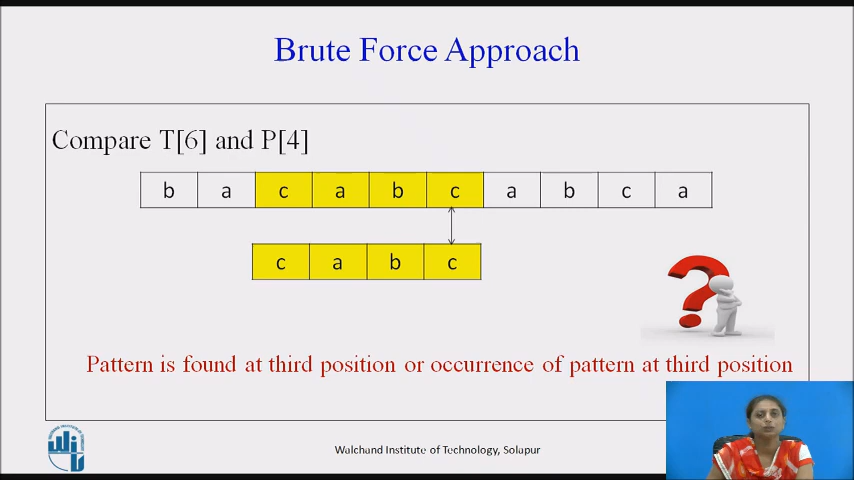 Brute Force Approach
Compare T[6] and P[4]
b a c a b c a b c a
c a b c
Pattern is found at third position or occurrence of pattern at third position
Walchand Institute of Technology, Solapur